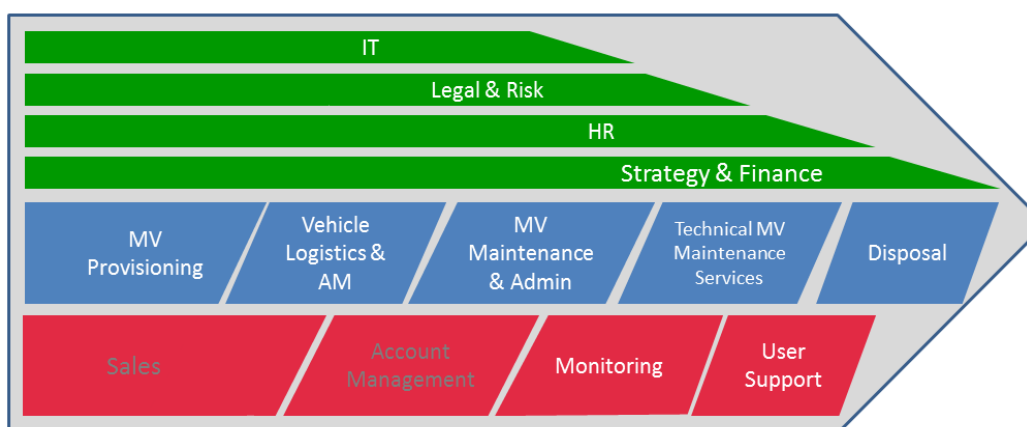 IT
Legal & Risk
HR
Strategy & Finance
MV
Provisioning
Vehicle
Logistics &
AM
MV
Maintenance
& Admin
Technical MV
Maintenance
Services
Disposal
Sales
Account
Management
Monitoring
User
Support